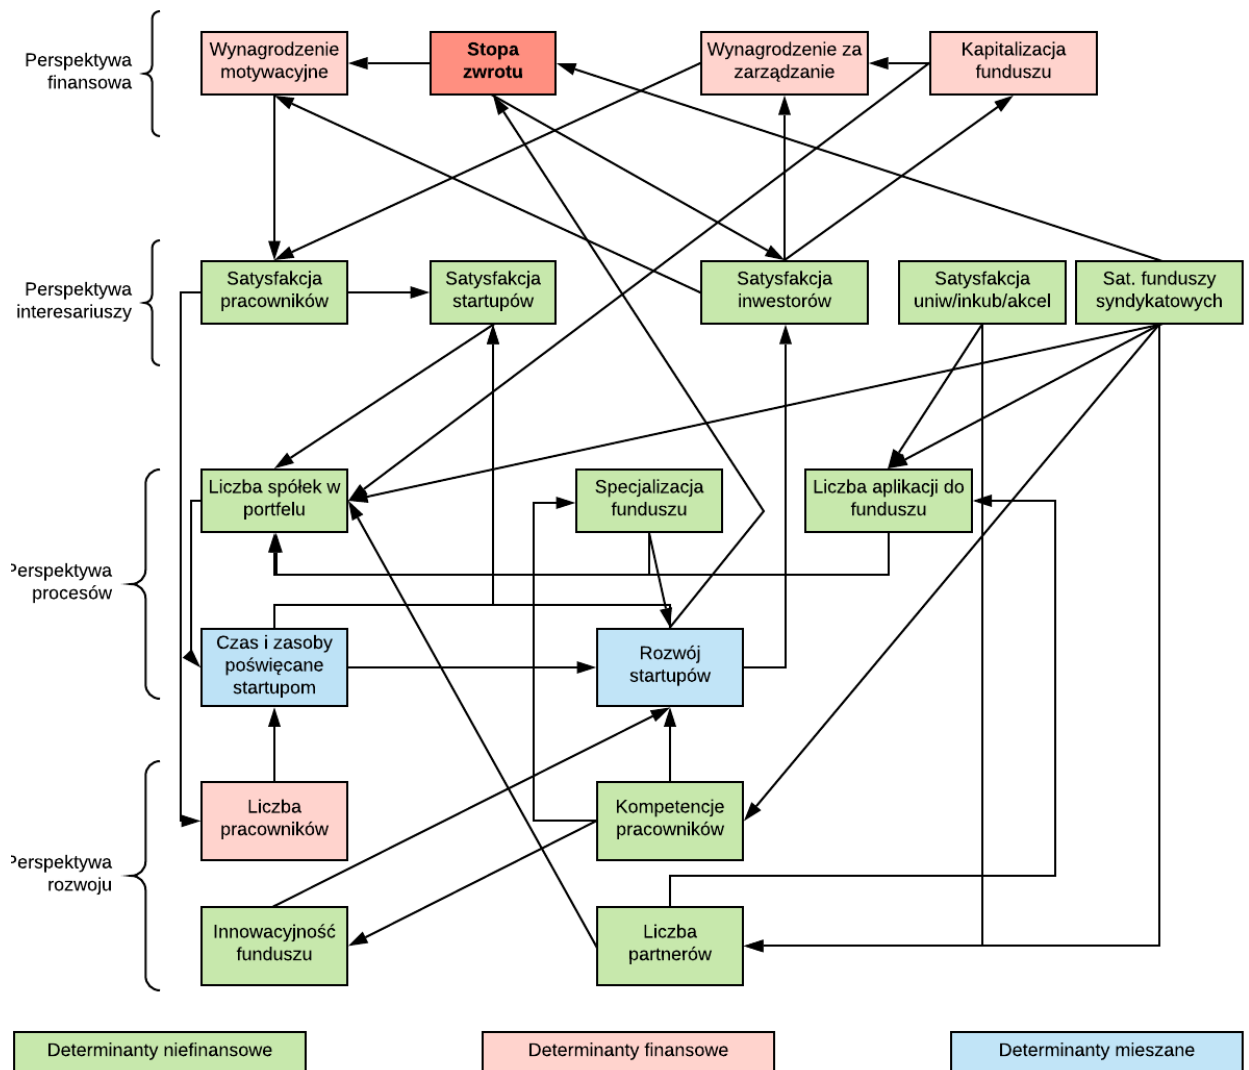 Perspektywa
finansowa
Wynagrodzenie
motywacyjne
Stopa
zwrotu
Wynagrodzenie za
zarządzanie
Kapitalizacja
funduszu
Perspektywa
interesariuszy
Satysfakcja
pracowników
Satysfakcja
startupów
Satysfakcja
inwestorów
Satysfakcja
uniw/inkub/akcel
Sat. funduszy
syndykatowych
Perspektywa
procesów
Liczba spółek w
portfelu
Specjalizacja
funduszu
Liczba aplikacji do
funduszu
Czas i zasoby
poświęcane
startupom
Rozwój
startupów
Perspektywa
rozwoju
Liczba
pracowników
Kompetencje
pracowników
Innowacyjność
funduszu
Liczba
partnerów
Determinanty niefinansowe
Determinanty finansowe
Determinanty mieszane